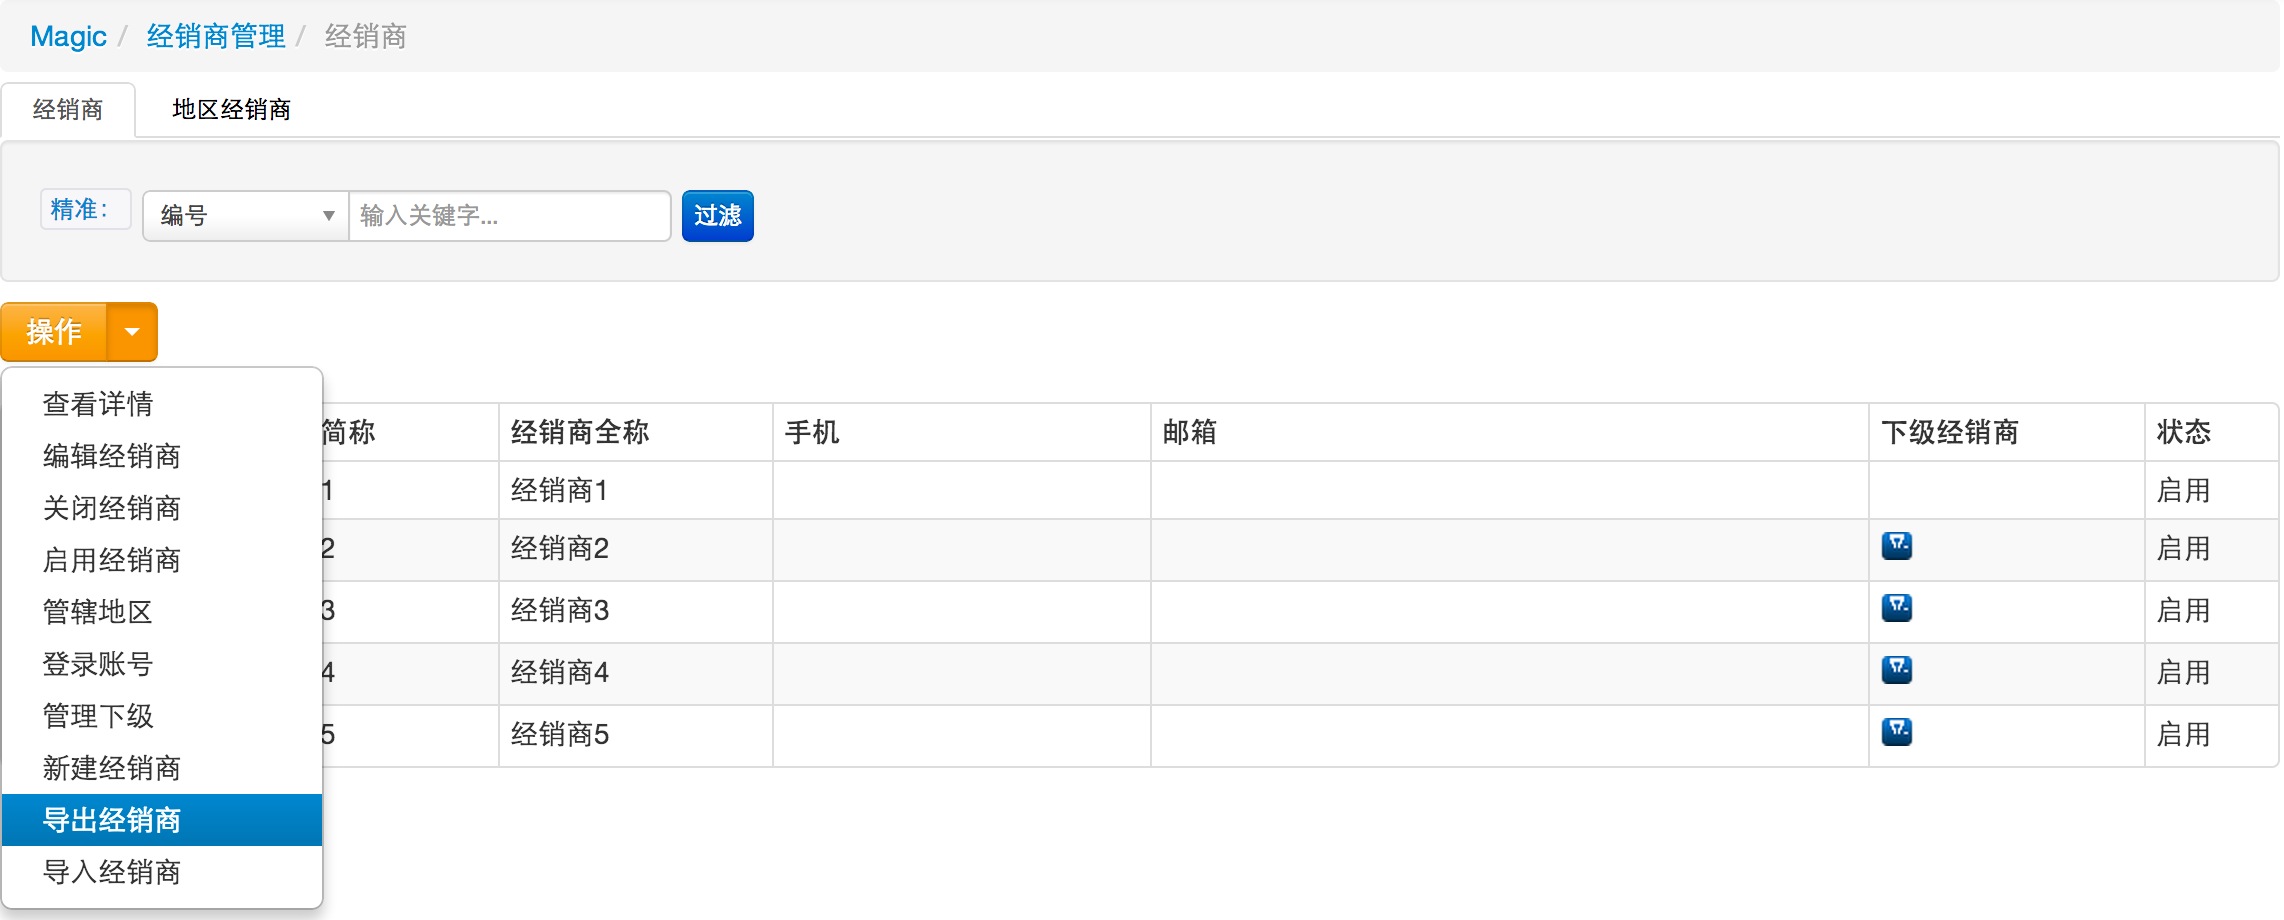 Magic / 经销商管理 / 经销商
经销商 地区经销商
精准： 编号 输入关键字... 过滤
操作
查看详情
编辑经销商
关闭经销商
启用经销商
管辖地区
登录账号
管理下级
新建经销商
导出经销商
导入经销商
简称 经销商全称 手机 邮箱 下级经销商 状态
1 经销商1 启用
2 经销商2 启用
3 经销商3 启用
4 经销商4 启用
5 经销商5 启用